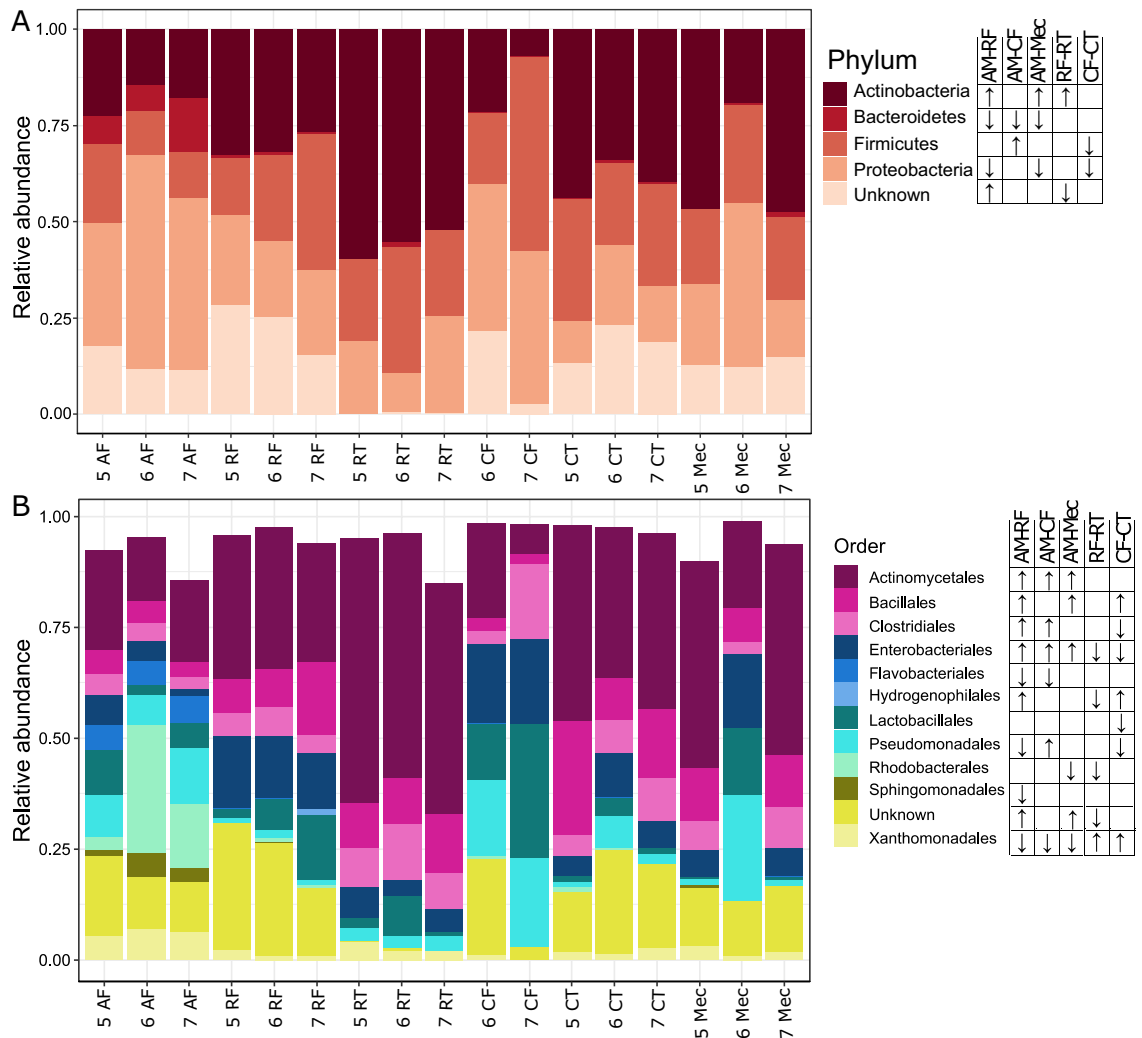 A
Relative abundance
1.00
0.75
0.50
0.25
0.00
5 AF
6 AF
7 AF
5 RF
6 RF
7 RF
5 RT
6 RT
7 RT
6 CF
7 CF
5 CT
6 CT
7 CT
5 Mec
6 Mec
7 Mec
Phylum
Actinobacteria
Bacteroidetes
Firmicutes
Proteobacteria
Unknown
AM-RF
AM-CF
AM-Mec
RF-RT
CF-CT
↑ ↑ ↑
↓ ↓ ↓
↑ ↓
↓ ↓ ↓
↑ ↓
B
Relative abundance
1.00
0.75
0.50
0.25
0.00
5 AF
6 AF
7 AF
5 RF
6 RF
7 RF
5 RT
6 RT
7 RT
6 CF
7 CF
5 CT
6 CT
7 CT
5 Mec
6 Mec
7 Mec
Order
Actinomycetales
Bacillales
Clostridiales
Enterobacteriales
Flavobacteriales
Hydrogenophilales
Lactobacillales
Pseudomonadales
Rhodobacterales
Sphingomonadales
Unknown
Xanthomonadales
AM-RF
AM-CF
AM-Mec
RF-RT
CF-CT
↑ ↑ ↑
↑ ↑ ↑
↑ ↑ ↓
↑ ↑ ↑ ↓ ↓
↓ ↓
↑ ↓ ↑
↓
↓ ↑ ↓
↓ ↓
↓
↑ ↑ ↓
↓ ↓ ↓ ↑ ↑